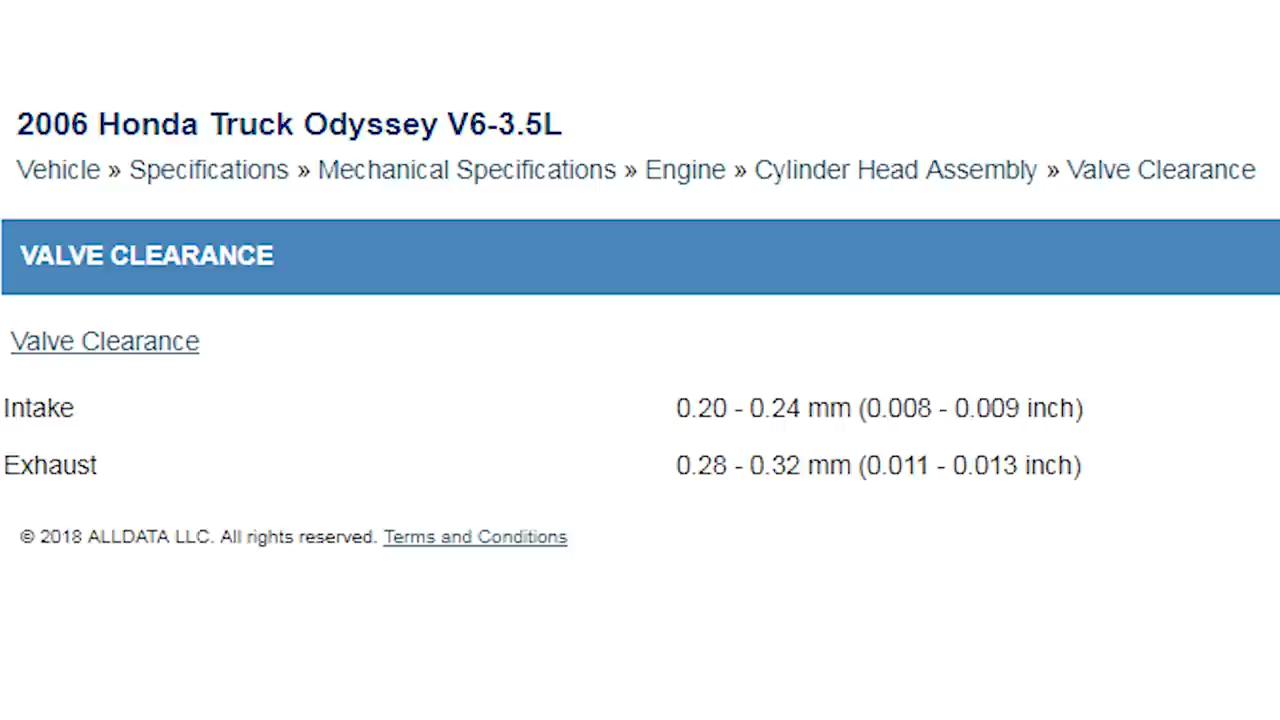 2006 Honda Truck Odyssey V6-3.5L
Vehicle » Specifications » Mechanical Specifications » Engine » Cylinder Head Assembly » Valve Clearance
VALVE CLEARANCE
Valve Clearance
Intake 0.20 - 0.24 mm (0.008 - 0.009 inch)
Exhaust 0.28 - 0.32 mm (0.011 - 0.013 inch)
© 2018 ALLDATA LLC. All rights reserved. Terms and Conditions